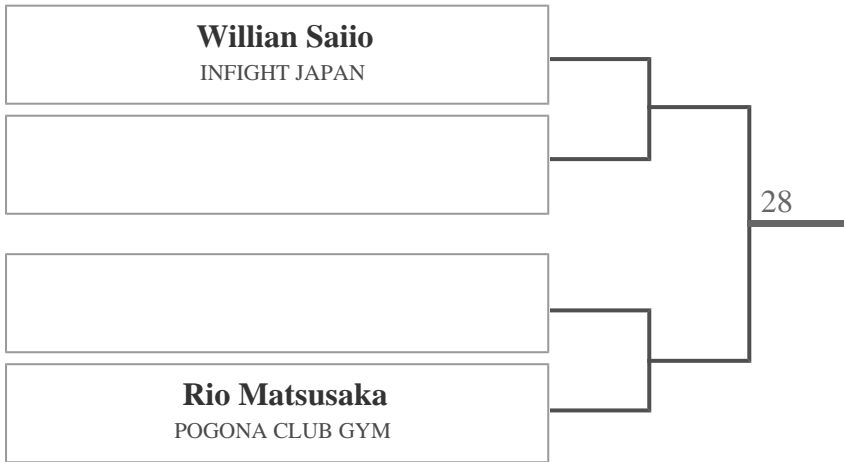 Willian Saiio
INFIGHT JAPAN
28
Rio Matsusaka
POGONA CLUB GYM